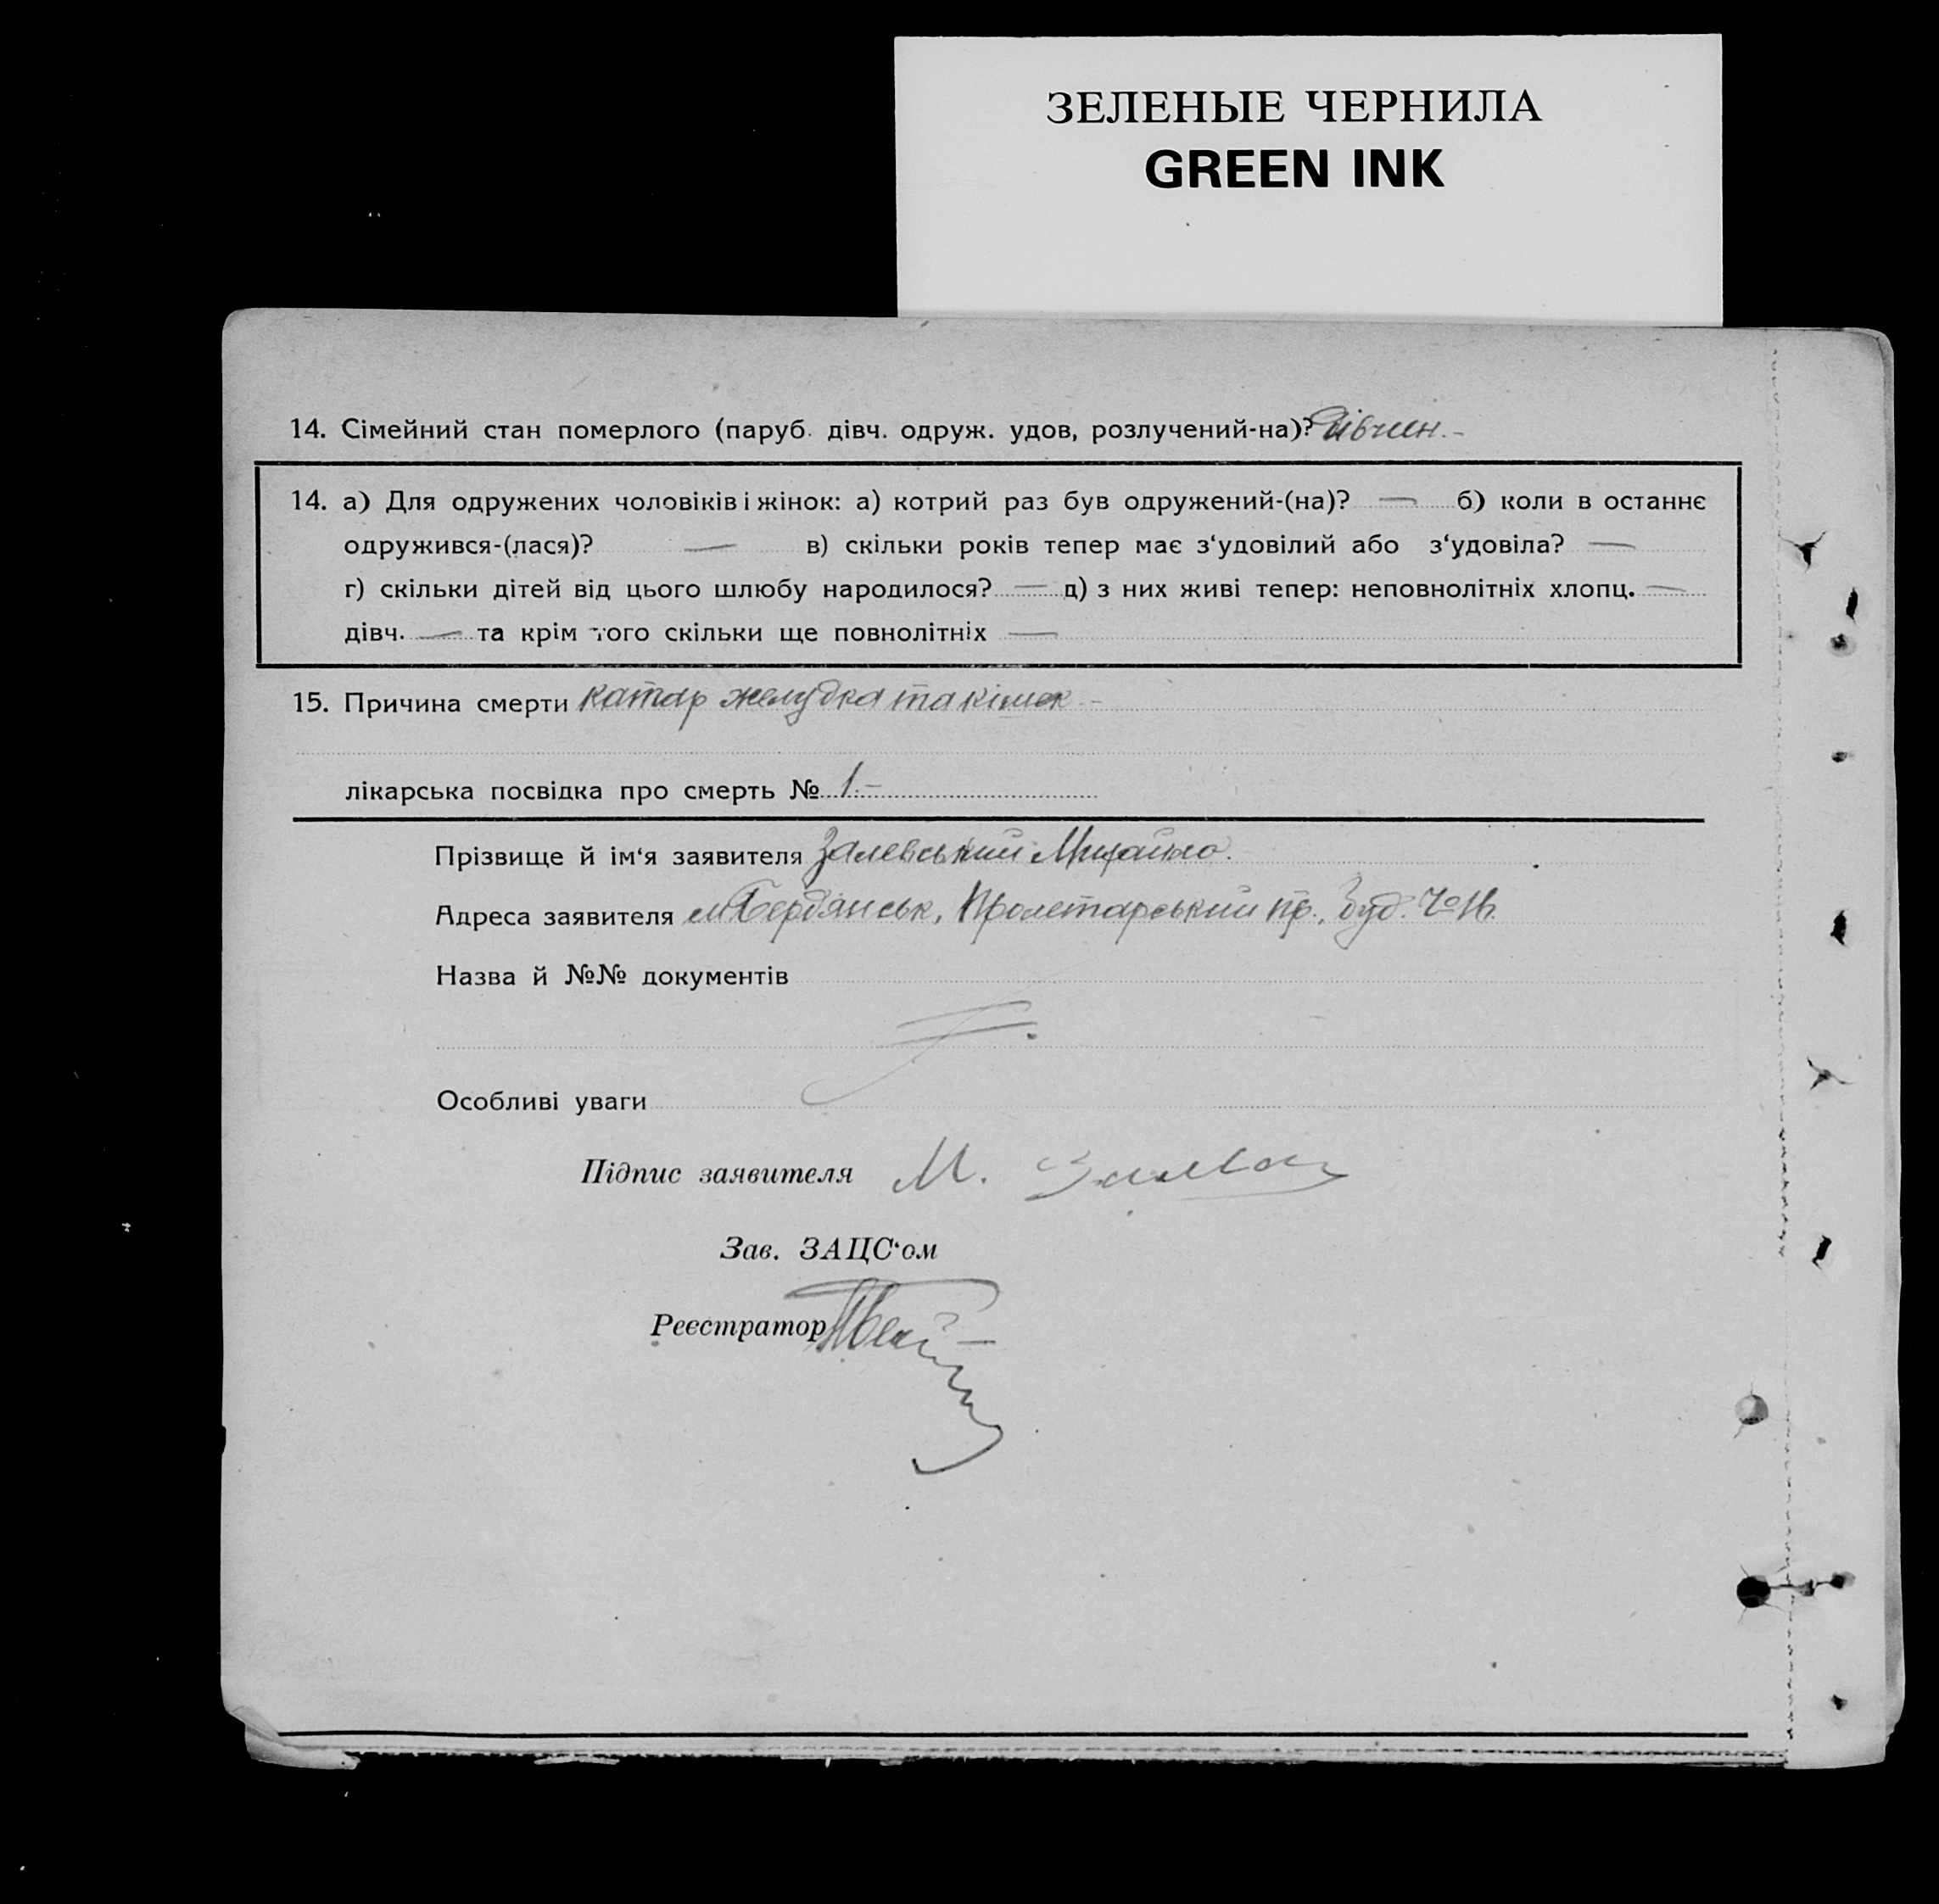 ЗЕЛЕНЫЕ ЧЕРНИЛА
GREEN INK
14. Сімейний стан померлого (паруб. дівч. одруж. удов, розлучений-на)? дівчин. -
14. а) Для одружених чоловіків і жінок: а) котрий раз був одружений-(на)? — б) коли в останнє
одружився-(лася)? — в) скільки років тепер має з‘удовілий або з‘удовіла? —
г) скільки дітей від цього шлюбу народилося? — д) з них живі тепер: неповнолітніх хлопц. —
дівч. — та крім того скільки ще повнолітніх —
15. Причина смерти катар желудка та кішок -
лікарська посвідка про смерть № 1. -
Прізвище й ім‘я заявителя Залевський Михайло.
Адреса заявителя м. Бердянськ, Пролетарський пр., буд. Чо
Назва й №№ документів
Особливі уваги
Підпис заявителя М.
Зав. ЗАЦС‘ом
Реєстратор